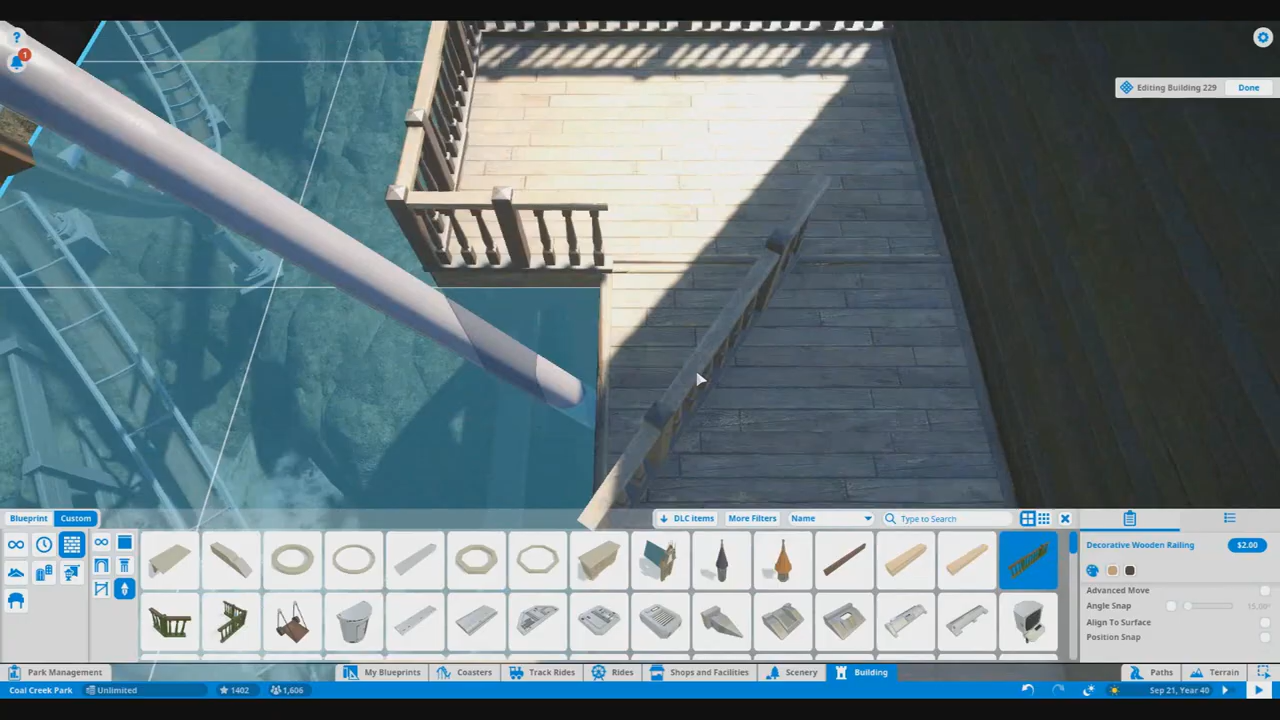 ?
1
Editing Building 229 Done
Blueprint Custom DLC items More Filters Name Type to Search
Decorative Wooden Railing $2.00
Advanced Move
Angle Snap 15.00°
Align To Surface
Position Snap
Park Management My Blueprints Coasters Track Rides Rides Shops and Facilities Scenery Building Paths Terrain
Coal Creek Park Unlimited 1402 1,606 Sep 21, Year 40